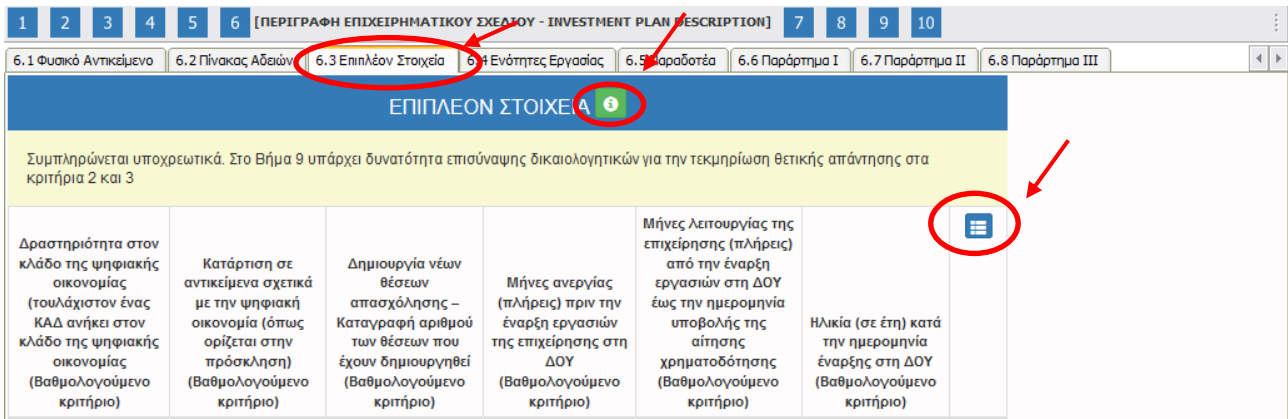 1 2 3 4 5 6 [ΠΕΡΙΓΡΑΦΗ ΕΠΙΧΕΙΡΗΜΑΤΙΚΟΥ ΣΧΕΔΙΟΥ - INVESTMENT PLAN DESCRIPTION] 7 8 9 10
6.1 Φυσικό Αντικείμενο 6.2 Πίνακας Αδειών 6.3 Επιπλέον Στοιχεία 6.4 Ενότητες Εργασίας 6.5 Παραδοτέα 6.6 Παράρτημα I 6.7 Παράρτημα II 6.8 Παράρτημα III
ΕΠΙΠΛΕΟΝ ΣΤΟΙΧΕΙΑ
Συμπληρώνεται υποχρεωτικά. Στο Βήμα 9 υπάρχει δυνατότητα επισύναψης δικαιολογητικών για την τεκμηρίωση θετικής απάντησης στα
κριτήρια 2 και 3
Δραστηριότητα στον
κλάδο της ψηφιακής
οικονομίας
(τουλάχιστον ένας
ΚΑΔ ανήκει στον
κλάδο της ψηφιακής
οικονομίας
(Βαθμολογούμενο
κριτήριο)
Κατάρτιση σε
αντικείμενα σχετικά
με την ψηφιακή
οικονομία (όπως
ορίζεται στην
πρόσκληση)
(Βαθμολογούμενο
κριτήριο)
Δημιουργία νέων
θέσεων
απασχόλησης –
Καταγραφή αριθμού
των θέσεων που
έχουν δημιουργηθεί
(Βαθμολογούμενο
κριτήριο)
Μήνες ανεργίας
(πλήρεις) πριν την
έναρξη εργασιών
της επιχείρησης στη
ΔΟΥ
(Βαθμολογούμενο
κριτήριο)
Μήνες λειτουργίας της
επιχείρησης (πλήρεις)
από την έναρξη
εργασιών στη ΔΟΥ
έως την ημερομηνία
υποβολής της
αίτησης
χρηματοδότησης
(Βαθμολογούμενο
κριτήριο)
Ηλικία (σε έτη) κατά
την ημερομηνία
έναρξης στη ΔΟΥ
(Βαθμολογούμενο
κριτήριο)